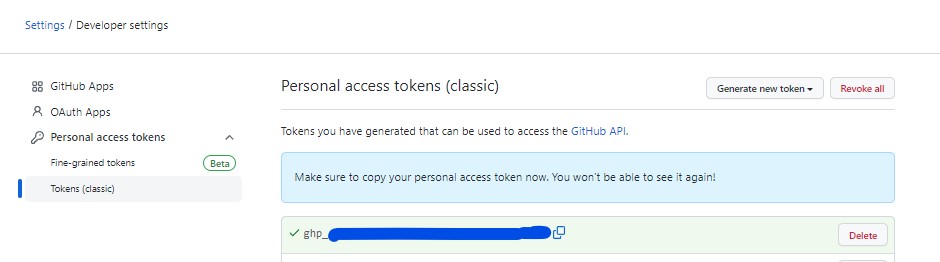 Settings / Developer settings
GitHub Apps
OAuth Apps
Personal access tokens
Fine-grained tokens Beta
Tokens (classic)
Personal access tokens (classic)
Generate new token
Revoke all
Tokens you have generated that can be used to access the GitHub API.
Make sure to copy your personal access token now. You won't be able to see it again!
ghp_
Delete